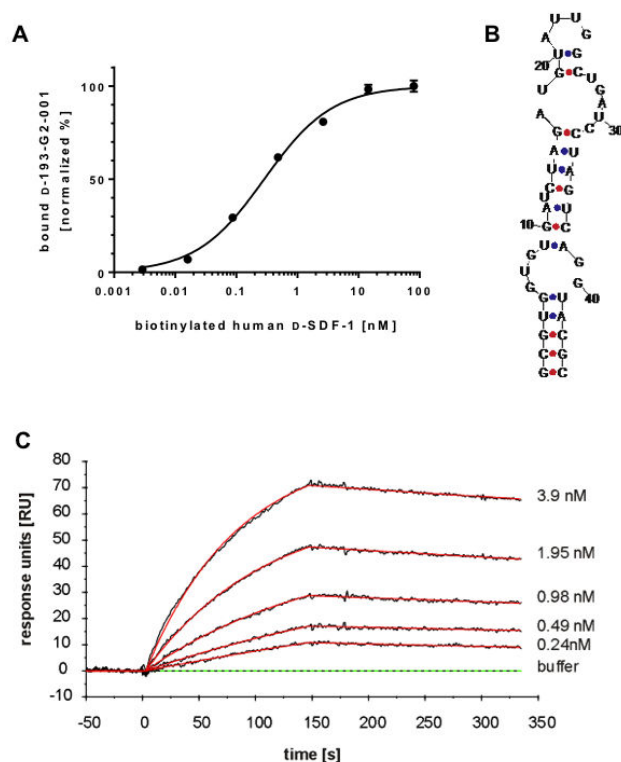 A
100
50
0
0.001 0.01 0.1 1 10 100
bound D-193-G2-001
[normalized %]
biotinylated human D-SDF-1 [nM]
B
GCGUGGUGUGAUCUAGAUGUAUUGGCUGAUCCUAGUCAGGUACGC
10
20
30
40
C
80
70
60
50
40
30
20
10
0
-10
-50 0 50 100 150 200 250 300 350
response units [RU]
time [s]
3.9 nM
1.95 nM
0.98 nM
0.49 nM
0.24nM
buffer